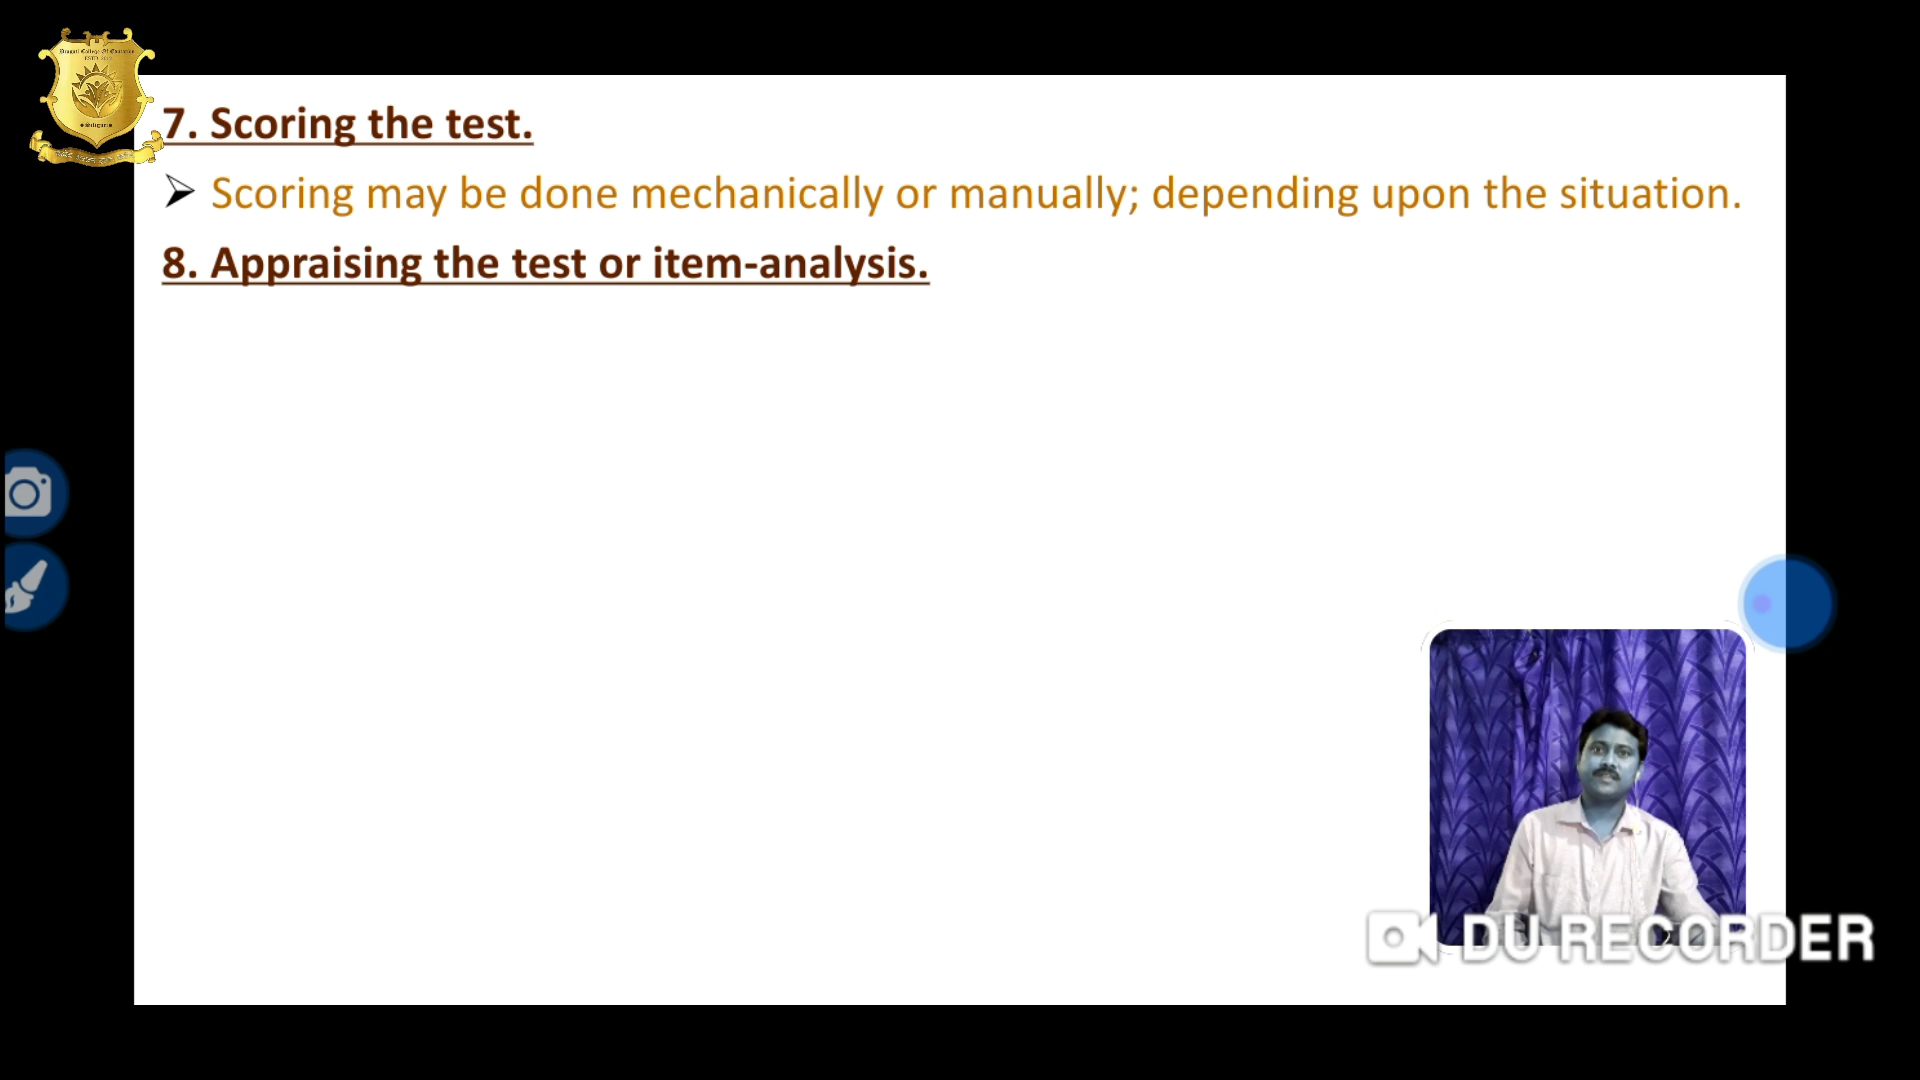 7. Scoring the test.
➢ Scoring may be done mechanically or manually; depending upon the situation.
8. Appraising the test or item-analysis.
DU RECORDER